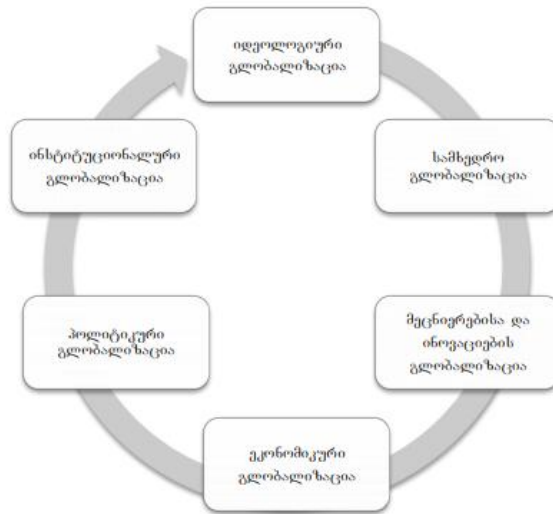 იდეოლოგიური
გლობალიზაცია
სამხედრო
გლობალიზაცია
მეცნიერებისა და
ინოვაციების
გლობალიზაცია
ეკონომიკური
გლობალიზაცია
პოლიტიკური
გლობალიზაცია
ინსტიტუციონალური
გლობალიზაცია